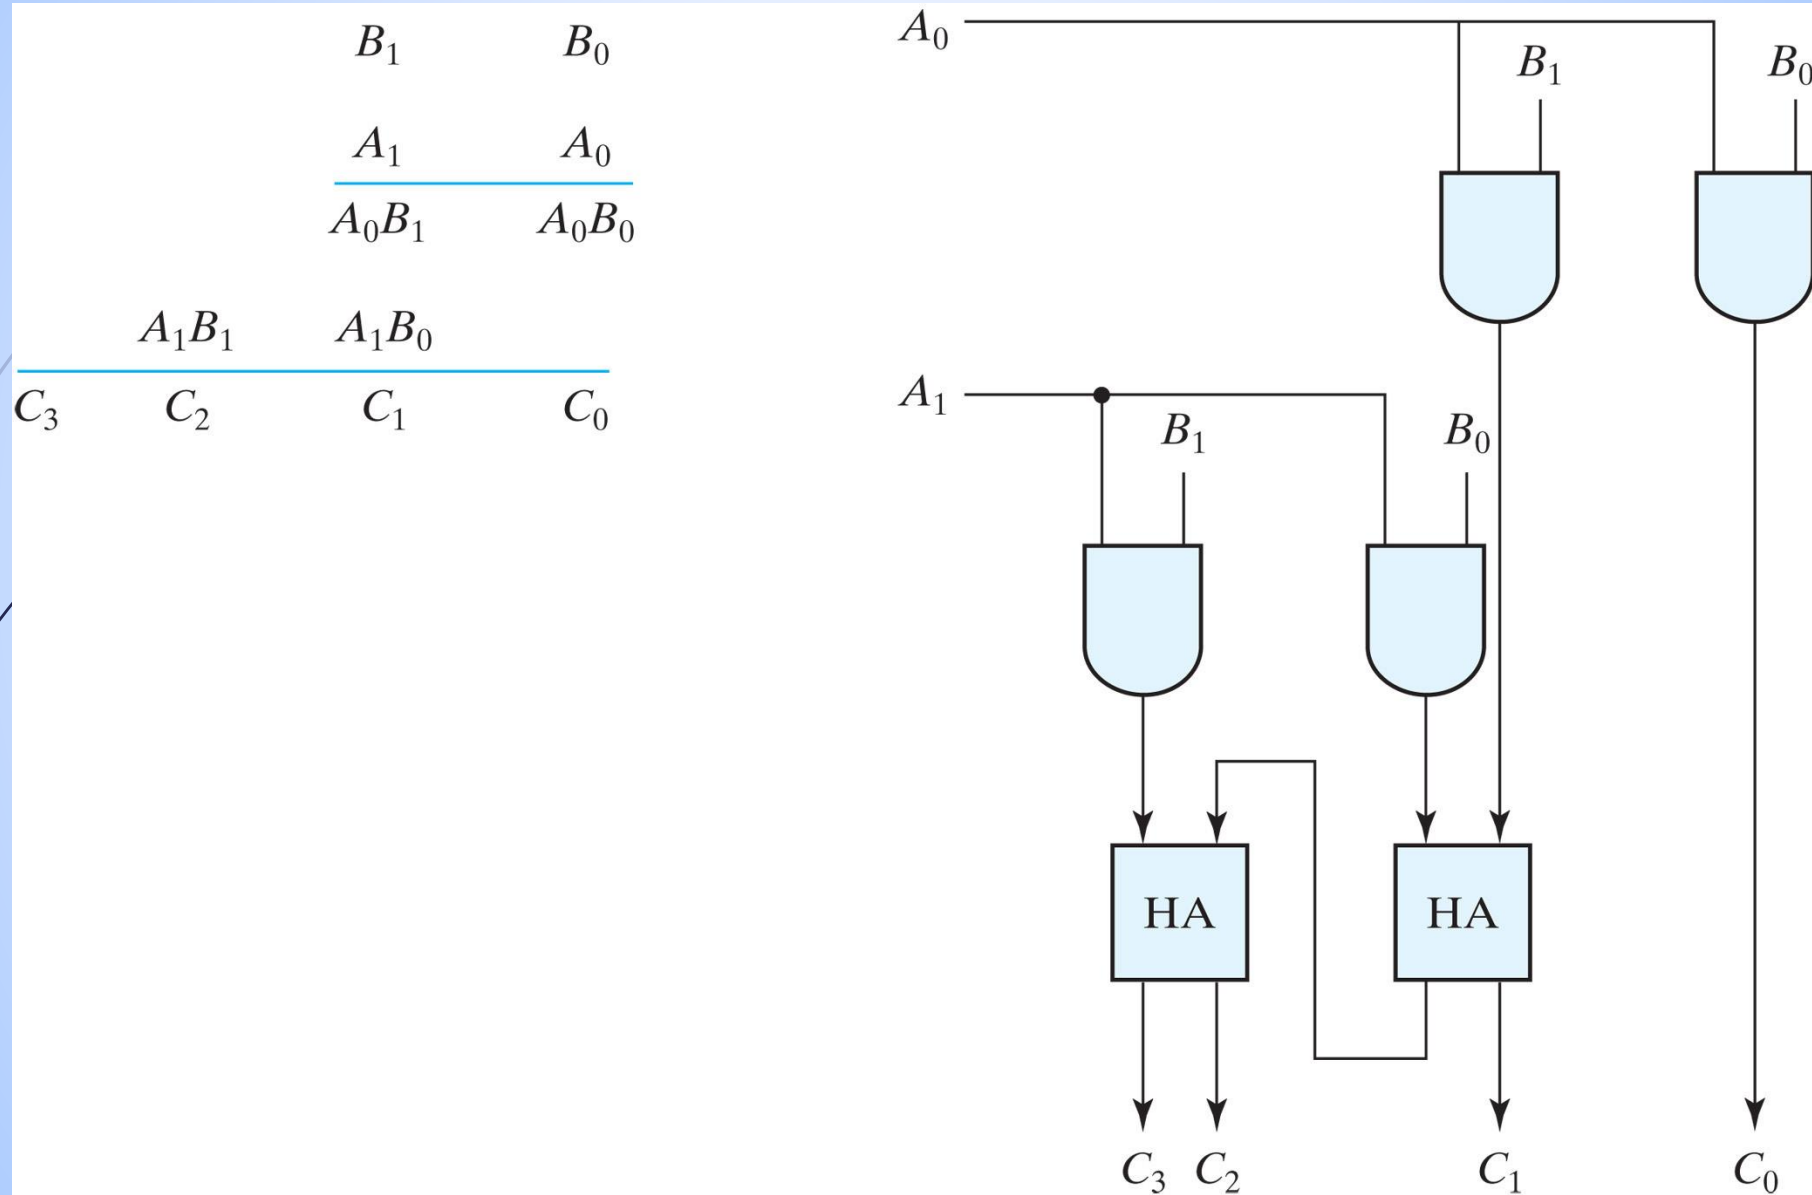 B₁ B₀
A₁ A₀
A₀B₁ A₀B₀
A₁B₁ A₁B₀
C₃ C₂ C₁ C₀
A₀
B₁ B₀
A₁
B₁ B₀
HA HA
C₃ C₂ C₁ C₀